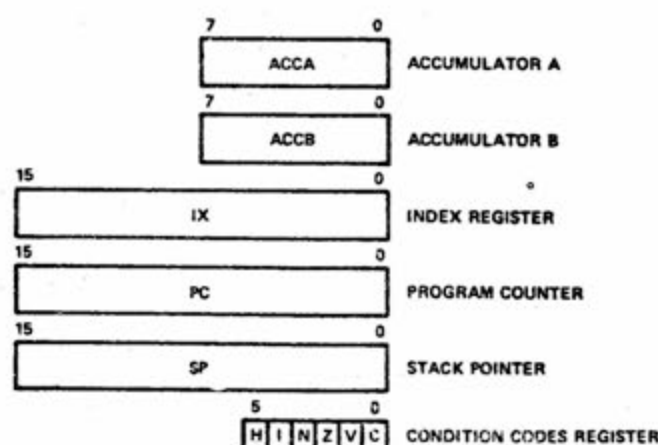 7 0
ACCA ACCUMULATOR A
7 0
ACCB ACCUMULATOR B
15 0
IX INDEX REGISTER
15 0
PC PROGRAM COUNTER
15 0
SP STACK POINTER
5 0
H I N Z V C CONDITION CODES REGISTER